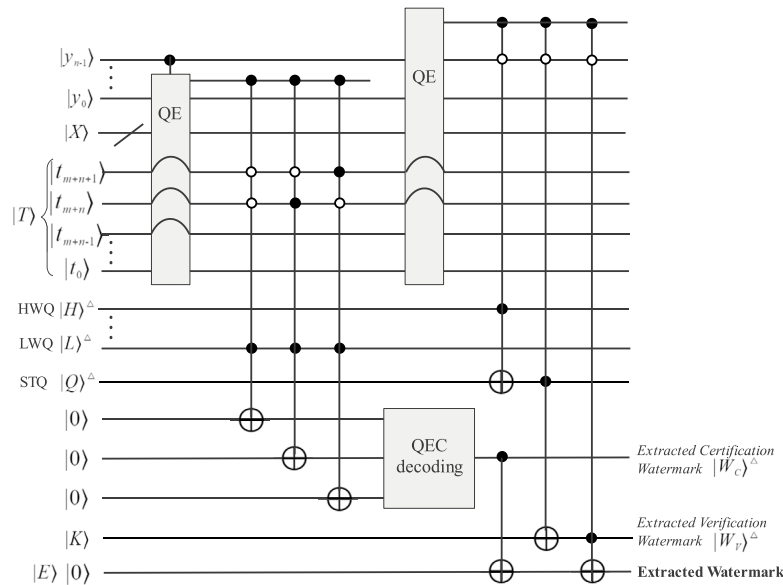 |y_{n-1}⟩
QE
QE
|y_0⟩
|X⟩
|t_{m+n+1}⟩
|t_{m+n}⟩
|T⟩
|t_{m+n-1}⟩
|t_0⟩
HWQ |H⟩^△
LWQ |L⟩^△
STQ |Q⟩^△
|0⟩
QEC
decoding
|0⟩
Extracted Certification
Watermark |W_C⟩^△
|0⟩
|K⟩
Extracted Verification
Watermark |W_V⟩^△
|E⟩ |0⟩
Extracted Watermark